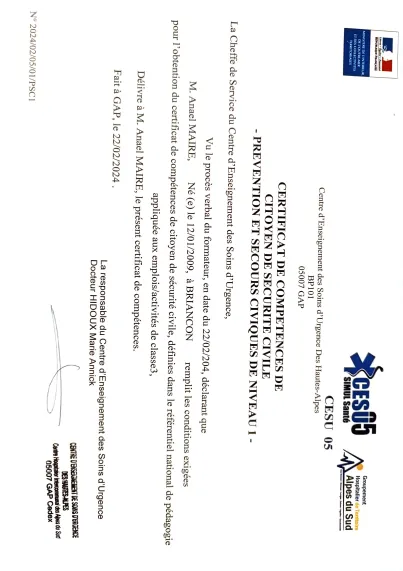 CESU 05
SIMUL Santé
Groupement
Hospitalier de Territoire
Alpes du Sud
CESU 05
Centre d'Enseignement des Soins d'Urgence Des Hautes-Alpes
BP101
05007 GAP
CERTIFICAT DE COMPETENCES DE
CITOYEN DE SECURITE CIVILE
- PREVENTION ET SECOURS CIVIQUES DE NIVEAU 1 -
La Cheffe de Service du Centre d'Enseignement des Soins d'Urgence,
Vu le procès verbal du formateur, en date du 22/02/204, déclarant que
M. Anael MAIRE, Né (e) le 12/01/2009, à BRIANCON remplit les conditions exigées
pour l'obtention du certificat de compétences de citoyen de sécurité civile, définies dans le référentiel national de pédagogie
appliquée aux emplois/activités de classe3,
Délivre à M. Anael MAIRE, le présent certificat de compétences.
Fait à GAP, le 22/02/2024 .
La responsable du Centre d'Enseignement des Soins d'Urgence
Docteur HIDOUX Marie Annick
CENTRE D'ENSEIGNEMENT DE SOINS D'URGENCE
DES HAUTES-ALPES
Centre Hospitalier Intercommunal des Alpes du Sud
05007 GAP Cedex
N° 2024/02/05/01/PSC1